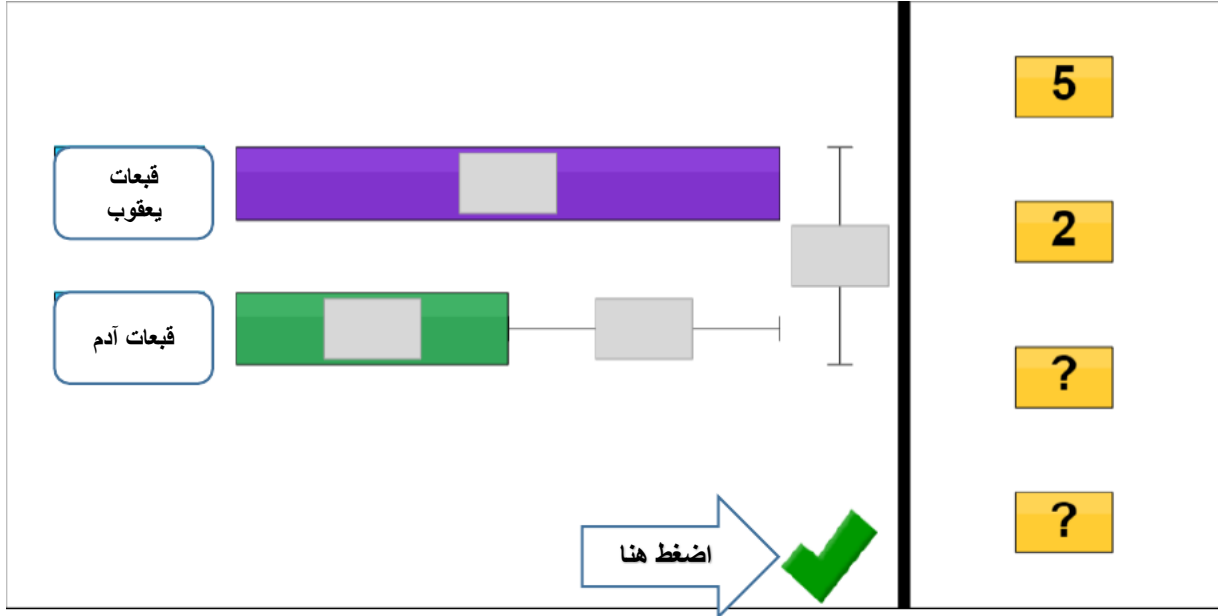 5
قبعات
يعقوب
2
قبعات آدم
?
?
اضغط هنا